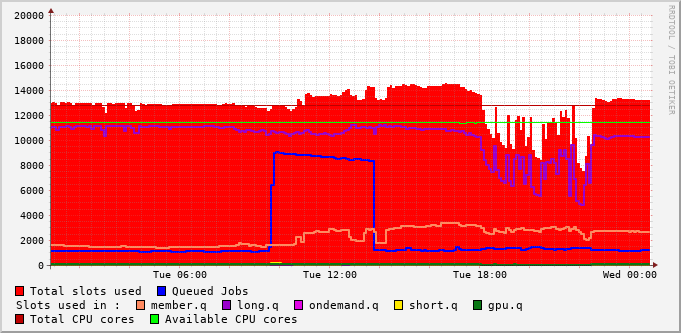 20000
18000
16000
14000
12000
10000
8000
6000
4000
2000
0
Tue 06:00 Tue 12:00 Tue 18:00 Wed 00:00
RRDTOOL / TOBI OETIKER
Total slots used Queued Jobs
Slots used in : member.q long.q ondemand.q short.q gpu.q
Total CPU cores Available CPU cores